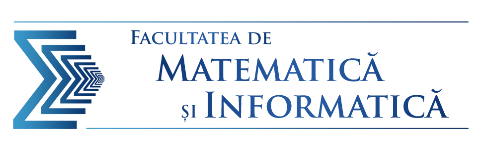 FACULTATEA DE
MATEMATICĂ
ȘI INFORMATICĂ